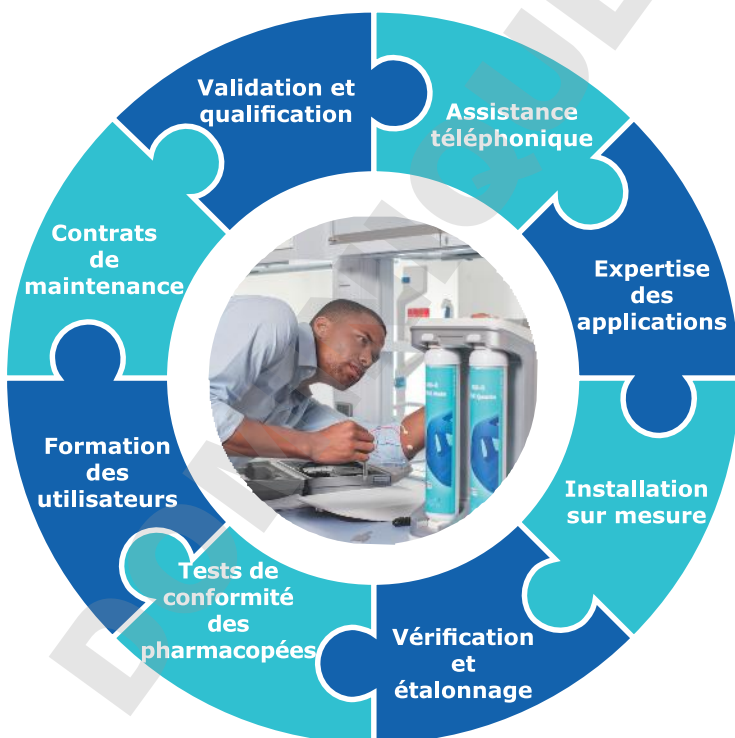 Validation et
qualification
Assistance
téléphonique
Expertise
des
applications
Installation
sur mesure
Vérification
et
étalonnage
Tests de
conformité
des
pharmacopées
Formation
des
utilisateurs
Contrats
de
maintenance